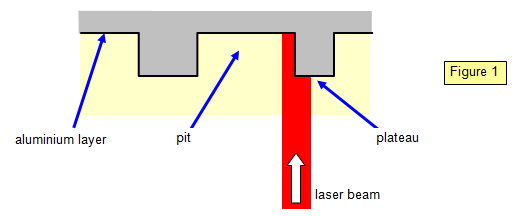 Figure 1
aluminium layer
pit
plateau
laser beam